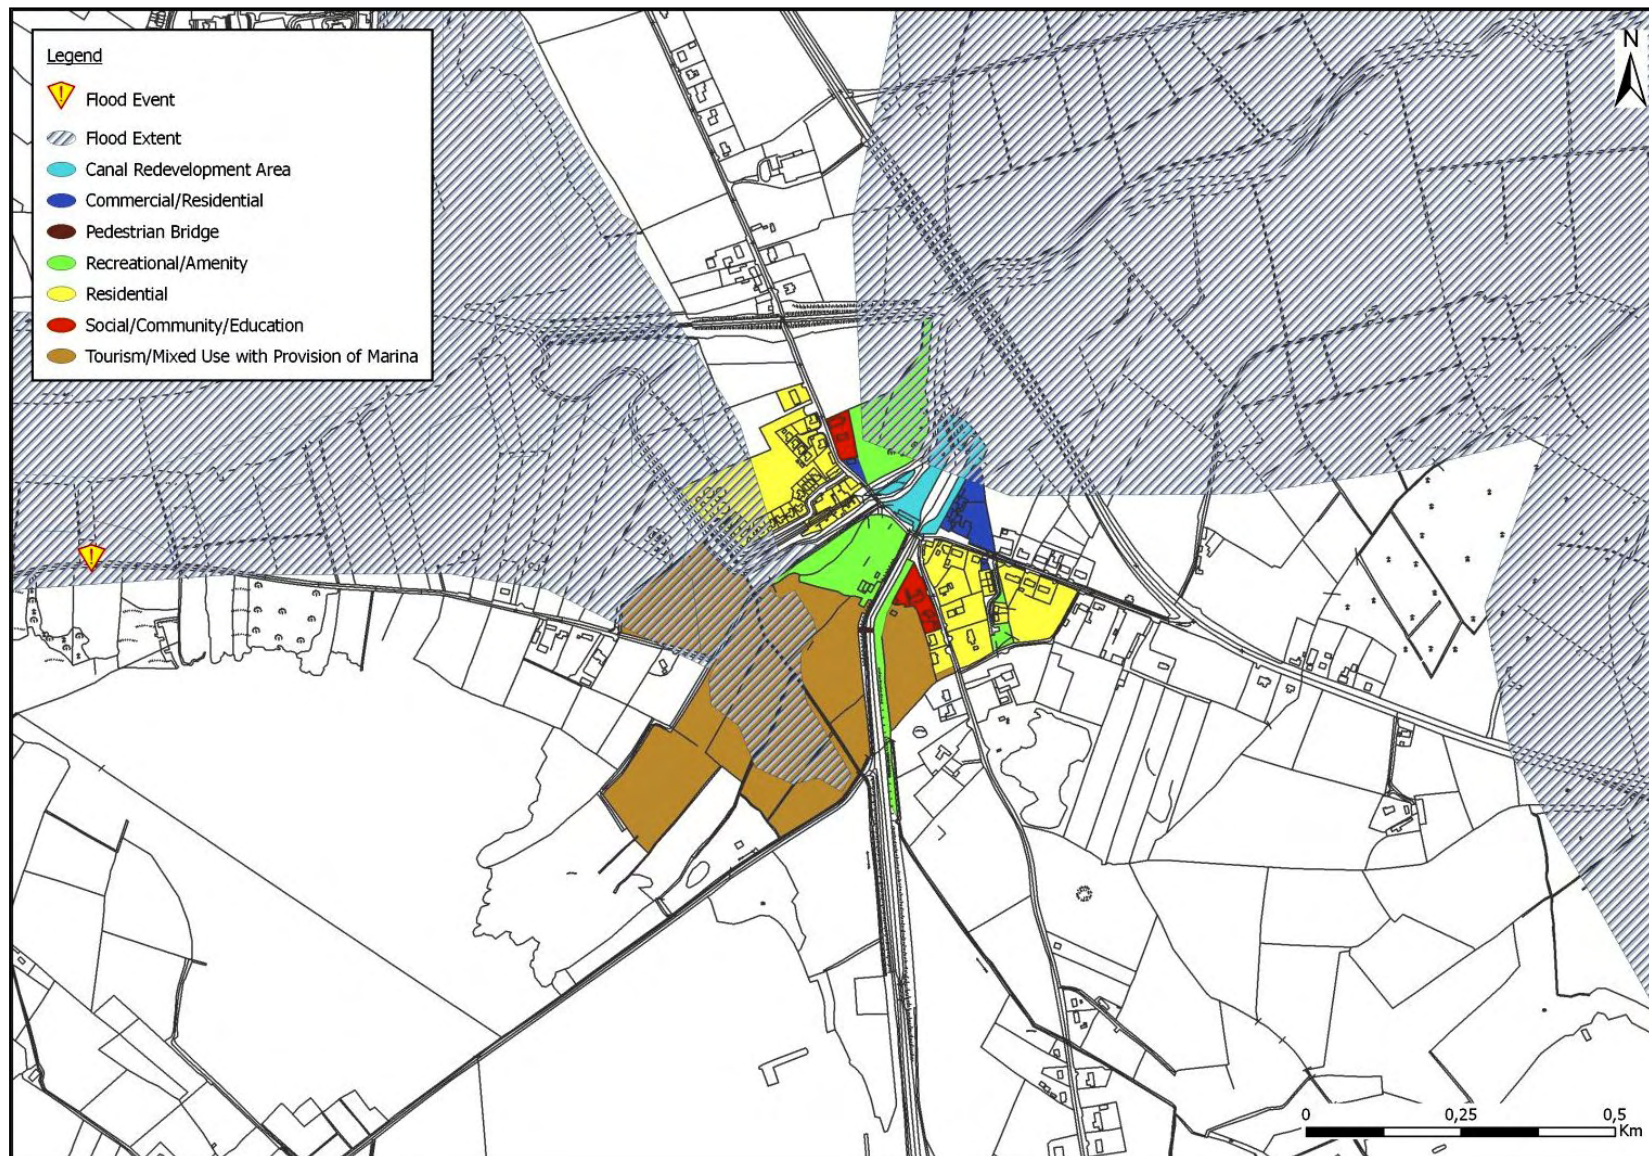 Legend
Flood Event
Flood Extent
Canal Redevelopment Area
Commercial/Residential
Pedestrian Bridge
Recreational/Amenity
Residential
Social/Community/Education
Tourism/Mixed Use with Provision of Marina
N
0 0,25 0,5
Km